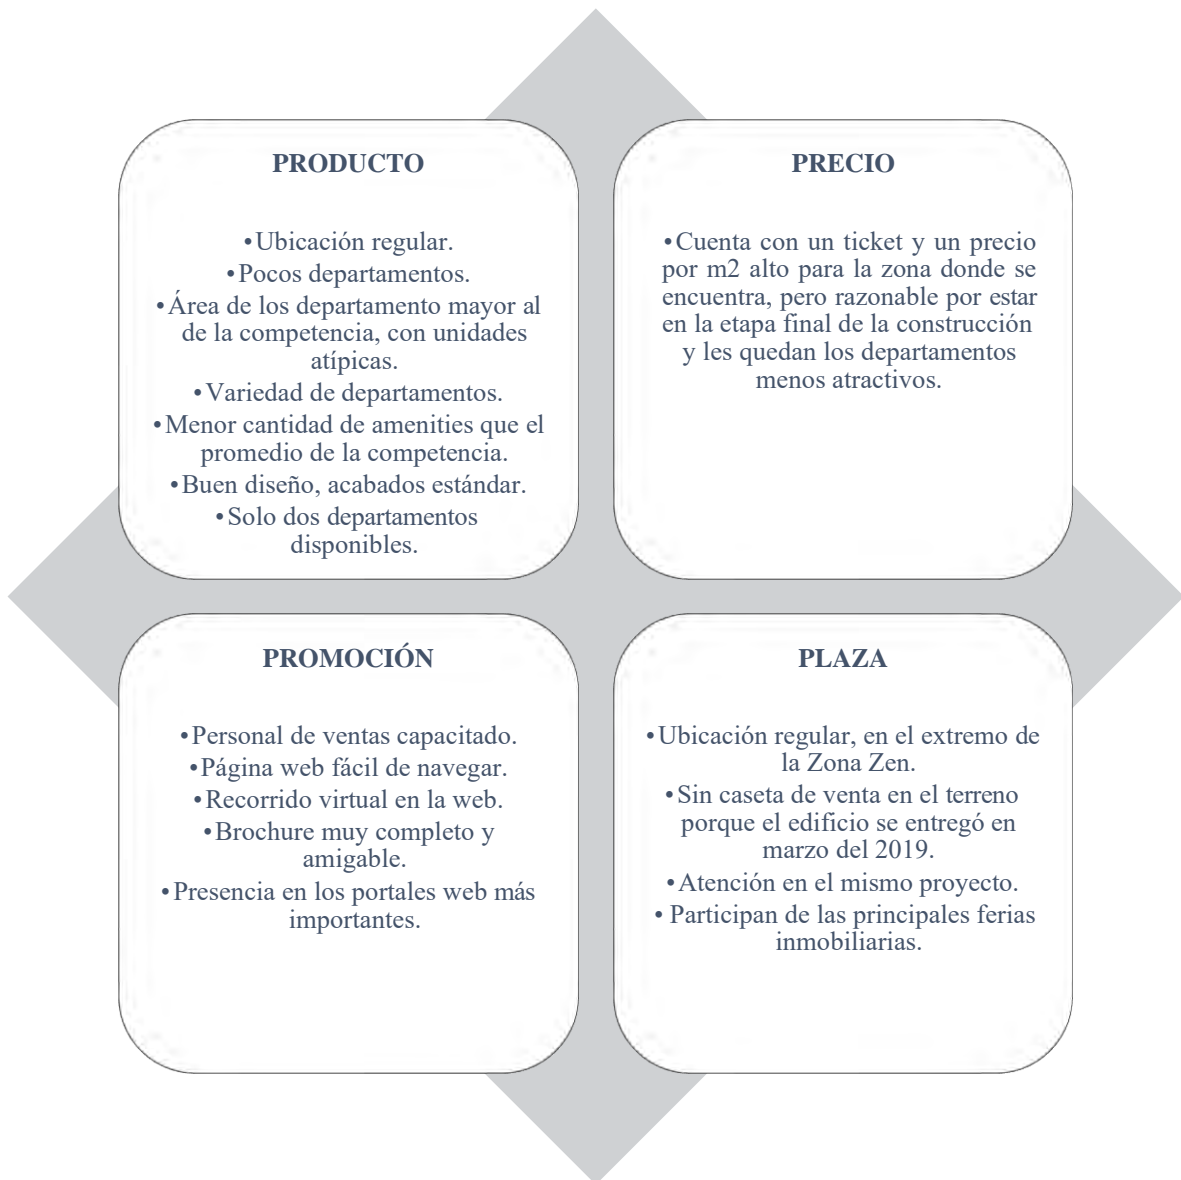 PRODUCTO
•Ubicación regular.
•Pocos departamentos.
•Área de los departamento mayor al
de la competencia, con unidades
atípicas.
•Variedad de departamentos.
•Menor cantidad de amenities que el
promedio de la competencia.
•Buen diseño, acabados estándar.
•Solo dos departamentos
disponibles.
PRECIO
•Cuenta con un ticket y un precio
por m2 alto para la zona donde se
encuentra, pero razonable por estar
en la etapa final de la construcción
y les quedan los departamentos
menos atractivos.
PROMOCIÓN
•Personal de ventas capacitado.
•Página web fácil de navegar.
•Recorrido virtual en la web.
•Brochure muy completo y
amigable.
•Presencia en los portales web más
importantes.
PLAZA
•Ubicación regular, en el extremo de
la Zona Zen.
•Sin caseta de venta en el terreno
porque el edificio se entregó en
marzo del 2019.
•Atención en el mismo proyecto.
• Participan de las principales ferias
inmobiliarias.